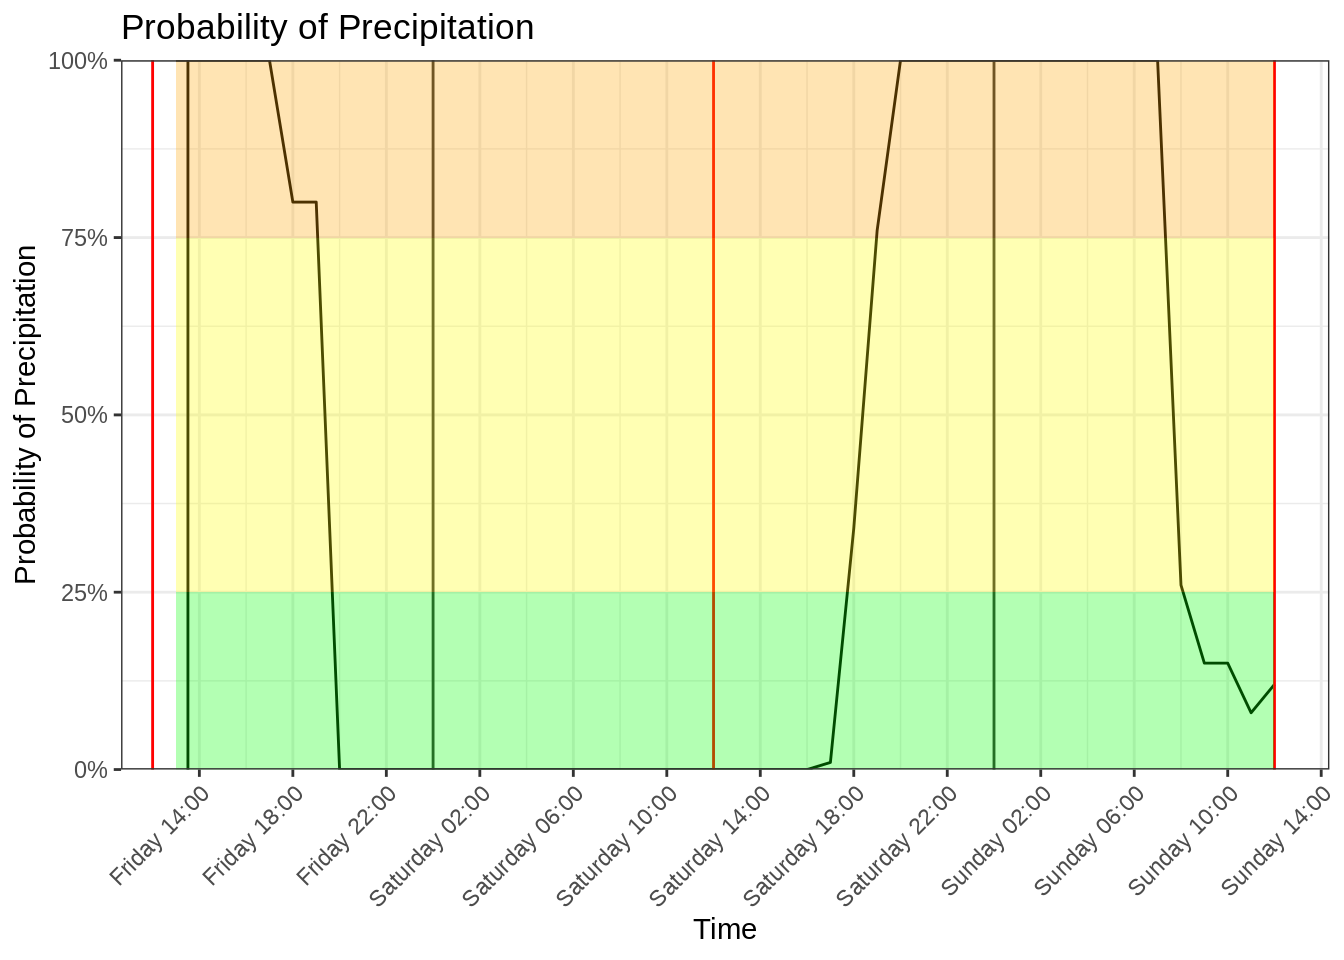 Probability of Precipitation
Probability of Precipitation
100%
75%
50%
25%
0%
Friday 14:00
Friday 18:00
Friday 22:00
Saturday 02:00
Saturday 06:00
Saturday 10:00
Saturday 14:00
Saturday 18:00
Saturday 22:00
Sunday 02:00
Sunday 06:00
Sunday 10:00
Sunday 14:00
Time